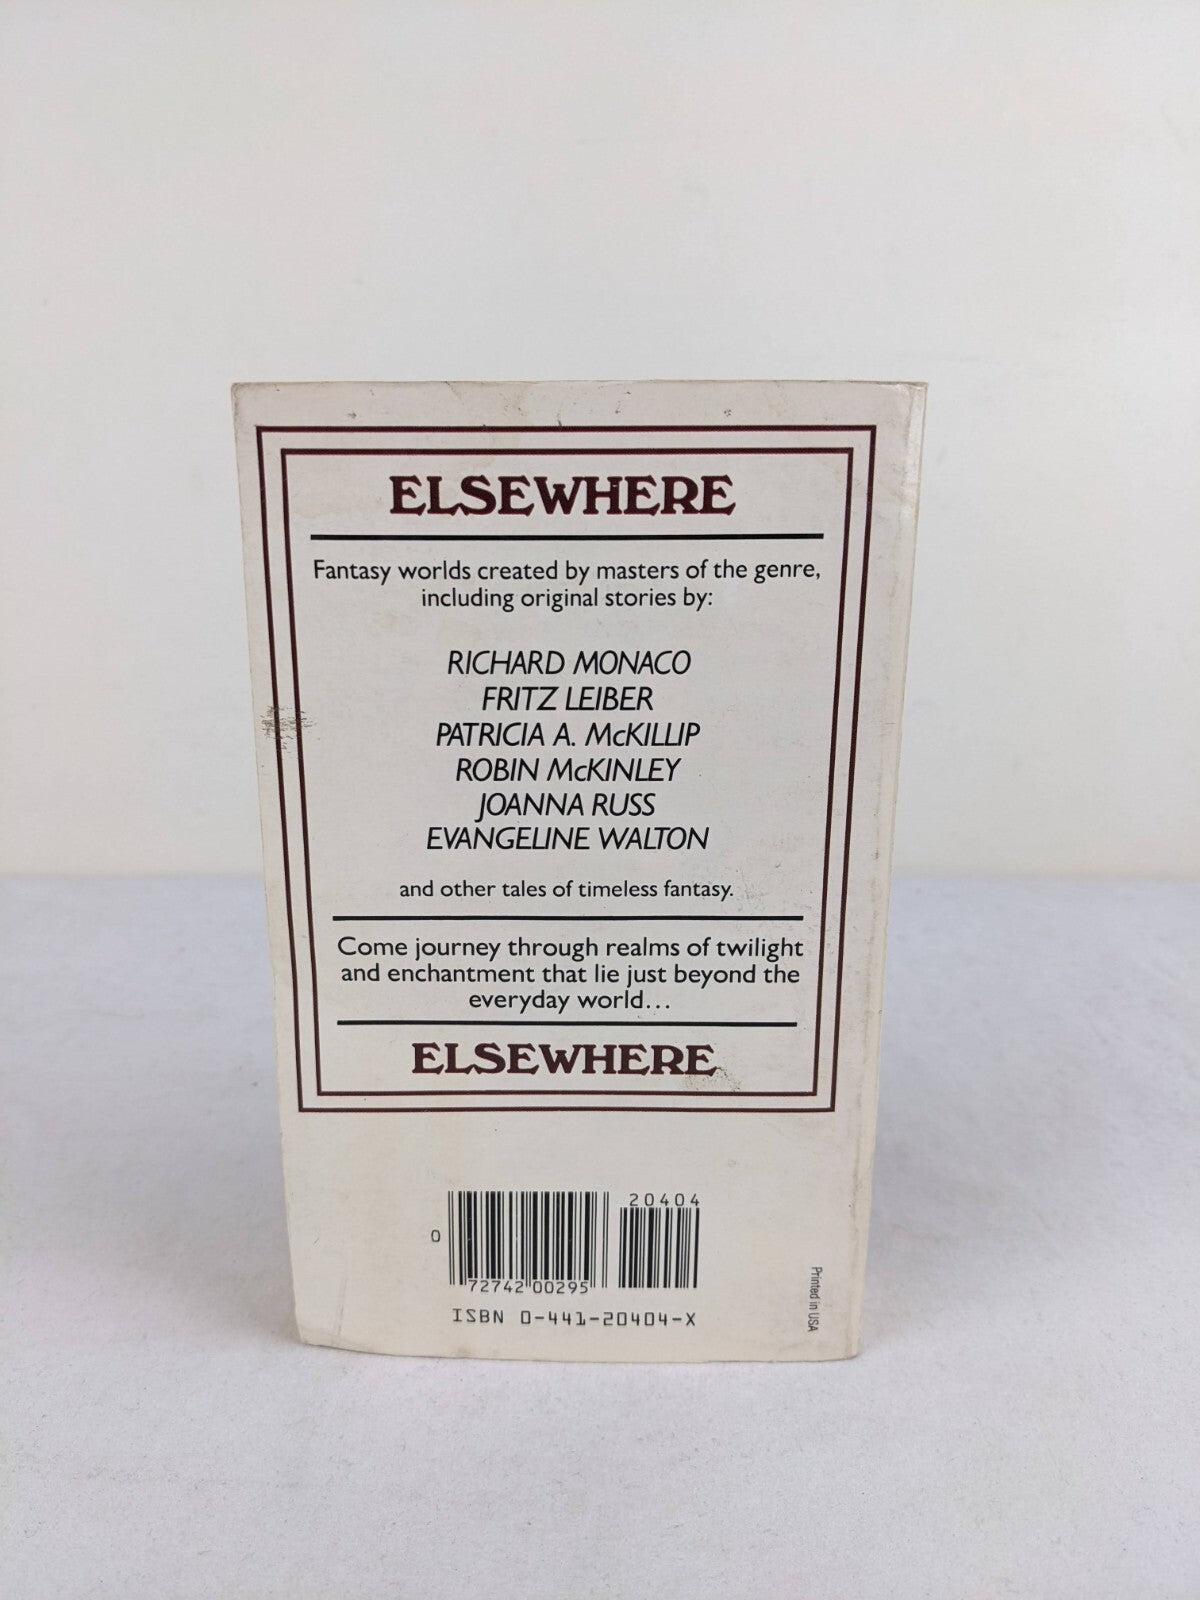 ELSEWHERE
Fantasy worlds created by masters of the genre,
including original stories by:
RICHARD MONACO
FRITZ LEIBER
PATRICIA A. McKILLIP
ROBIN McKINLEY
JOANNA RUSS
EVANGELINE WALTON
and other tales of timeless fantasy.
Come journey through realms of twilight
and enchantment that lie just beyond the
everyday world...
ELSEWHERE
20404
0
72742 00295
ISBN 0-441-20404-X
Printed in USA